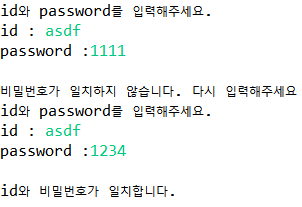 id와 password를 입력해주세요.
id : asdf
password :1111
비밀번호가 일치하지 않습니다. 다시 입력해주세요
id와 password를 입력해주세요.
id : asdf
password :1234
id와 비밀번호가 일치합니다.